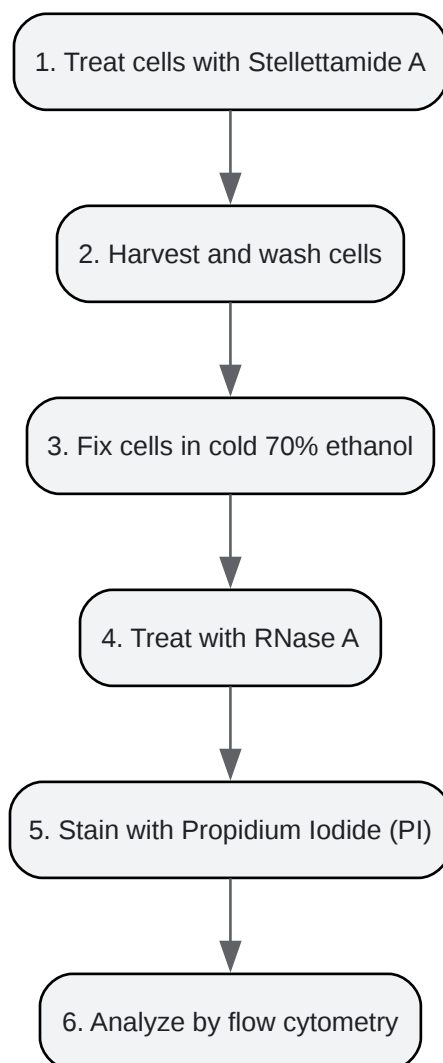 1. Treat cells with Stellettamide A
2. Harvest and wash cells
3. Fix cells in cold 70% ethanol
4. Treat with RNase A
5. Stain with Propidium Iodide (PI)
6. Analyze by flow cytometry